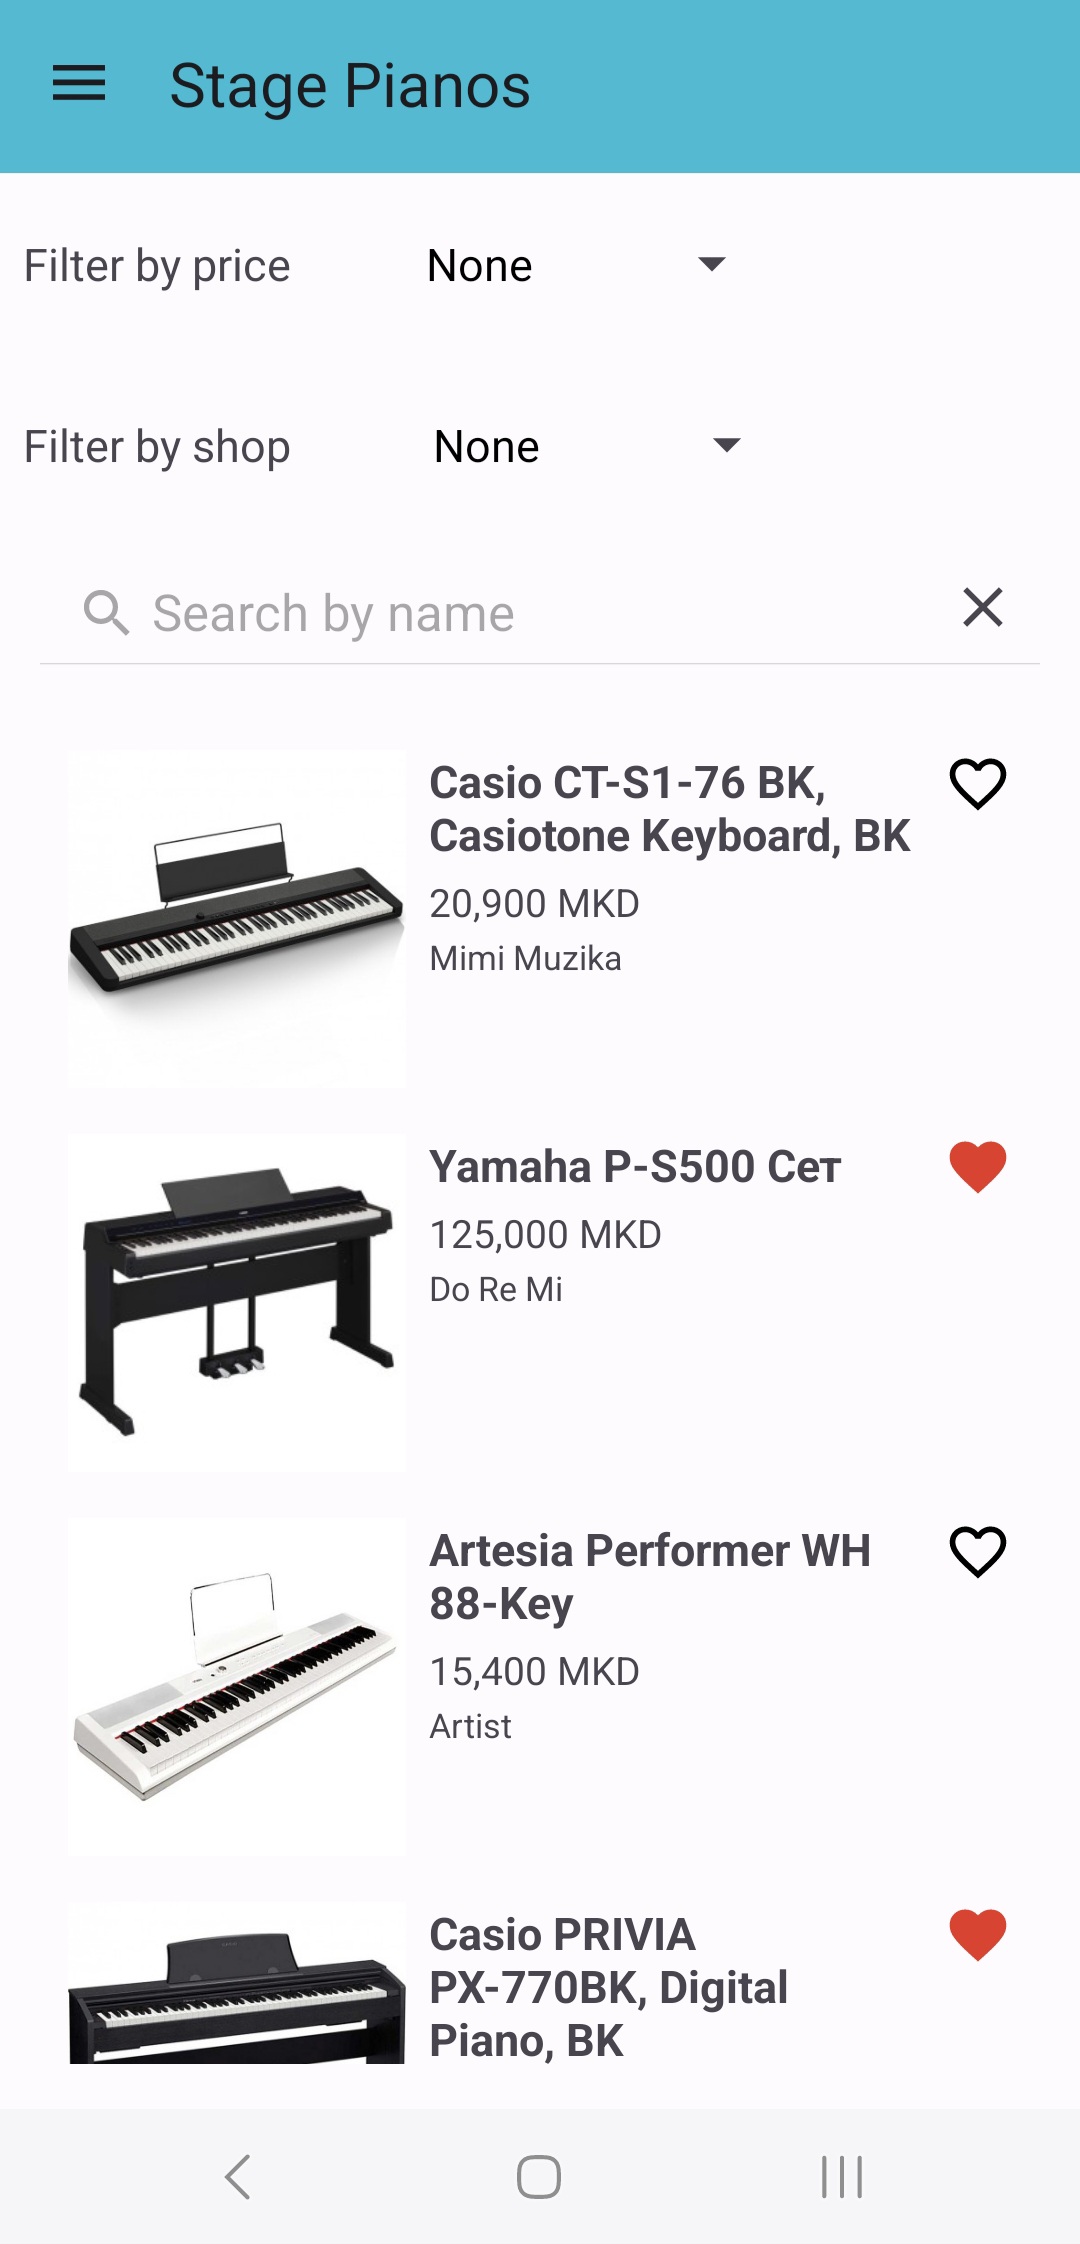 Stage Pianos
Filter by price
None
Filter by shop
None
Search by name
Casio CT-S1-76 BK,
Casiotone Keyboard, BK
20,900 MKD
Mimi Muzika
Yamaha P-S500 Сет
125,000 MKD
Do Re Mi
Artesia Performer WH
88-Key
15,400 MKD
Artist
Casio PRIVIA
PX-770BK, Digital
Piano, BK